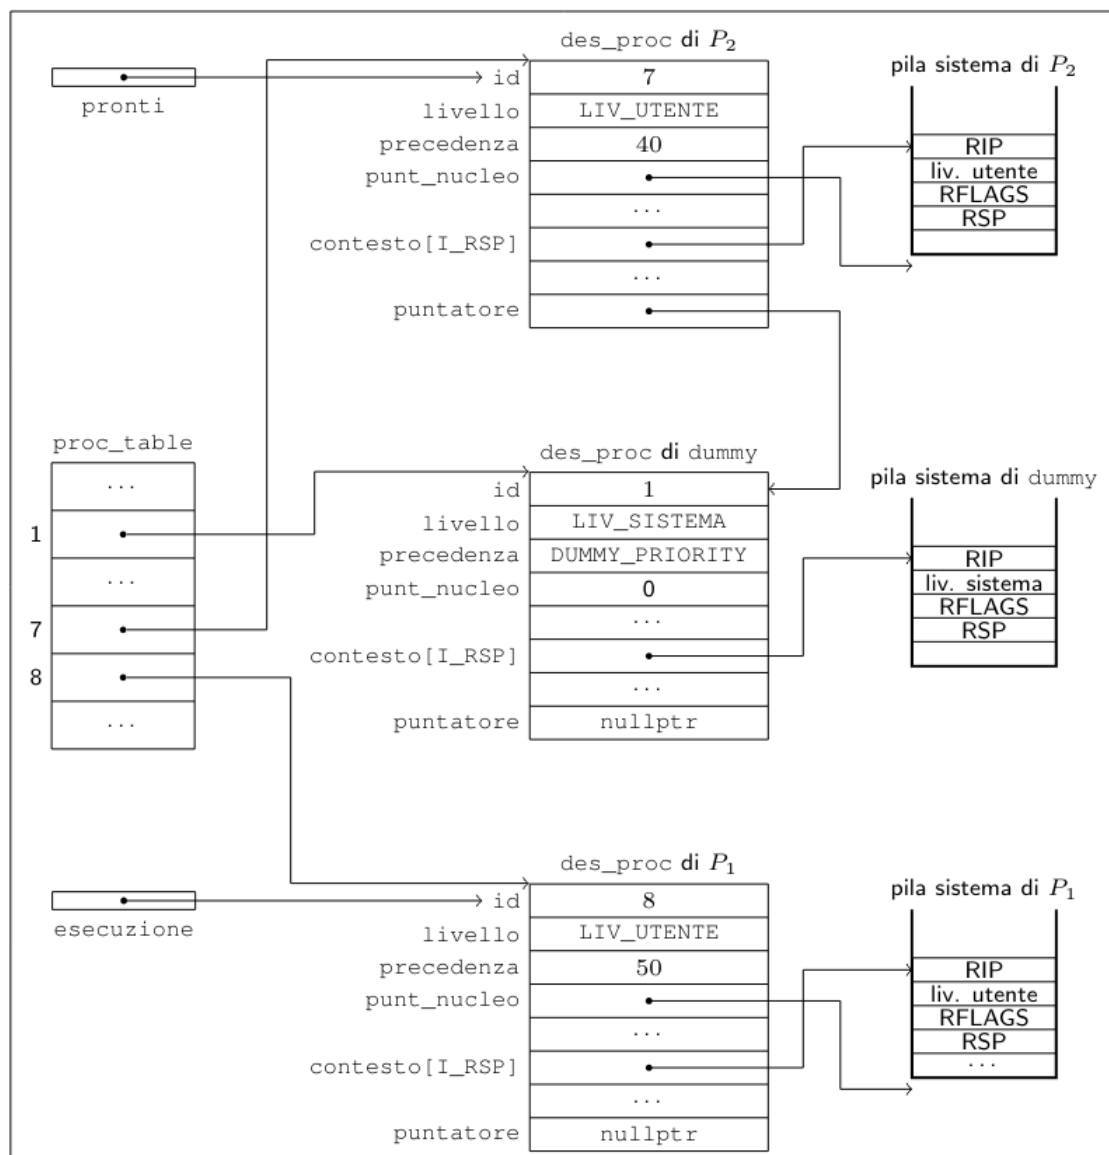 des_proc di P2
pila sistema di P2
pronti
id 7
livello LIV_UTENTE
precedenza 40
punt_nucleo
...
contesto[I_RSP]
...
puntatore
RIP
liv. utente
RFLAGS
RSP
proc_table
...
1
...
7
8
...
des_proc di dummy
pila sistema di dummy
id 1
livello LIV_SISTEMA
precedenza DUMMY_PRIORITY
punt_nucleo 0
...
contesto[I_RSP]
...
puntatore nullptr
RIP
liv. sistema
RFLAGS
RSP
des_proc di P1
pila sistema di P1
esecuzione
id 8
livello LIV_UTENTE
precedenza 50
punt_nucleo
...
contesto[I_RSP]
...
puntatore nullptr
RIP
liv. utente
RFLAGS
RSP
...